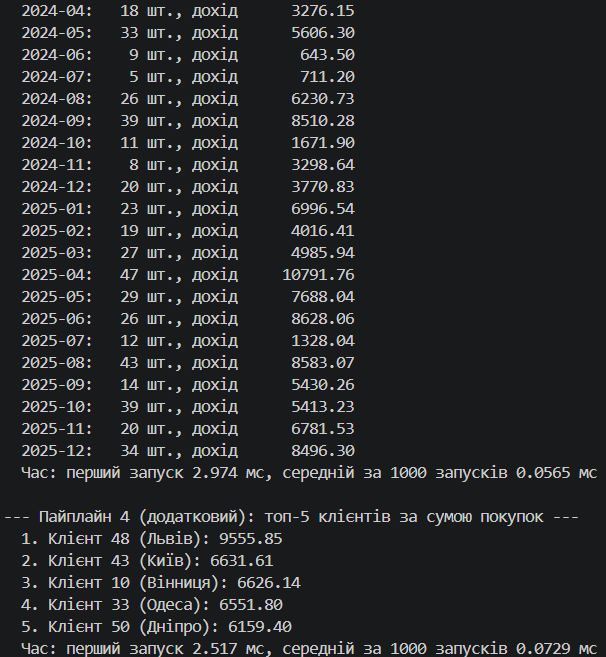 2024-04:   18 шт., дохід      3276.15
2024-05:   33 шт., дохід      5606.30
2024-06:    9 шт., дохід       643.50
2024-07:    5 шт., дохід       711.20
2024-08:   26 шт., дохід      6230.73
2024-09:   39 шт., дохід      8510.28
2024-10:   11 шт., дохід      1671.90
2024-11:    8 шт., дохід      3298.64
2024-12:   20 шт., дохід      3770.83
2025-01:   23 шт., дохід      6996.54
2025-02:   19 шт., дохід      4016.41
2025-03:   27 шт., дохід      4985.94
2025-04:   47 шт., дохід     10791.76
2025-05:   29 шт., дохід      7688.04
2025-06:   26 шт., дохід      8628.06
2025-07:   12 шт., дохід      1328.04
2025-08:   43 шт., дохід      8583.07
2025-09:   14 шт., дохід      5430.26
2025-10:   39 шт., дохід      5413.23
2025-11:   20 шт., дохід      6781.53
2025-12:   34 шт., дохід      8496.30
Час: перший запуск 2.974 мс, середній за 1000 запусків 0.0565 мс
--- Пайплайн 4 (додатковий): топ-5 клієнтів за сумою покупок ---
1. Клієнт 48 (Львів): 9555.85
2. Клієнт 43 (Київ): 6631.61
3. Клієнт 10 (Вінниця): 6626.14
4. Клієнт 33 (Одеса): 6551.80
5. Клієнт 50 (Дніпро): 6159.40
Час: перший запуск 2.517 мс, середній за 1000 запусків 0.0729 мс